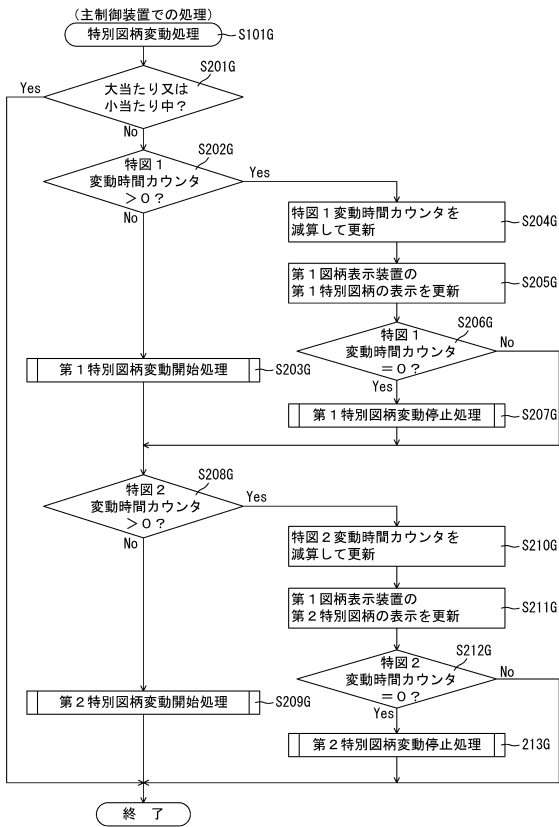 (主制御装置での処理)
特別図柄変動処理
S101G
S201G
大当たり又は
小当たり中?
Yes
No
S202G
特図1
変動時間カウンタ
>0?
Yes
No
特図1変動時間カウンタを
減算して更新
S204G
第1図柄表示装置の
第1特別図柄の表示を更新
S205G
S206G
特図1
変動時間カウンタ
=0?
No
Yes
第1特別図柄変動開始処理
S203G
第1特別図柄変動停止処理
S207G
S208G
特図2
変動時間カウンタ
>0?
Yes
No
特図2変動時間カウンタを
減算して更新
S210G
第1図柄表示装置の
第2特別図柄の表示を更新
S211G
S212G
特図2
変動時間カウンタ
=0?
No
Yes
第2特別図柄変動開始処理
S209G
第2特別図柄変動停止処理
213G
終 了